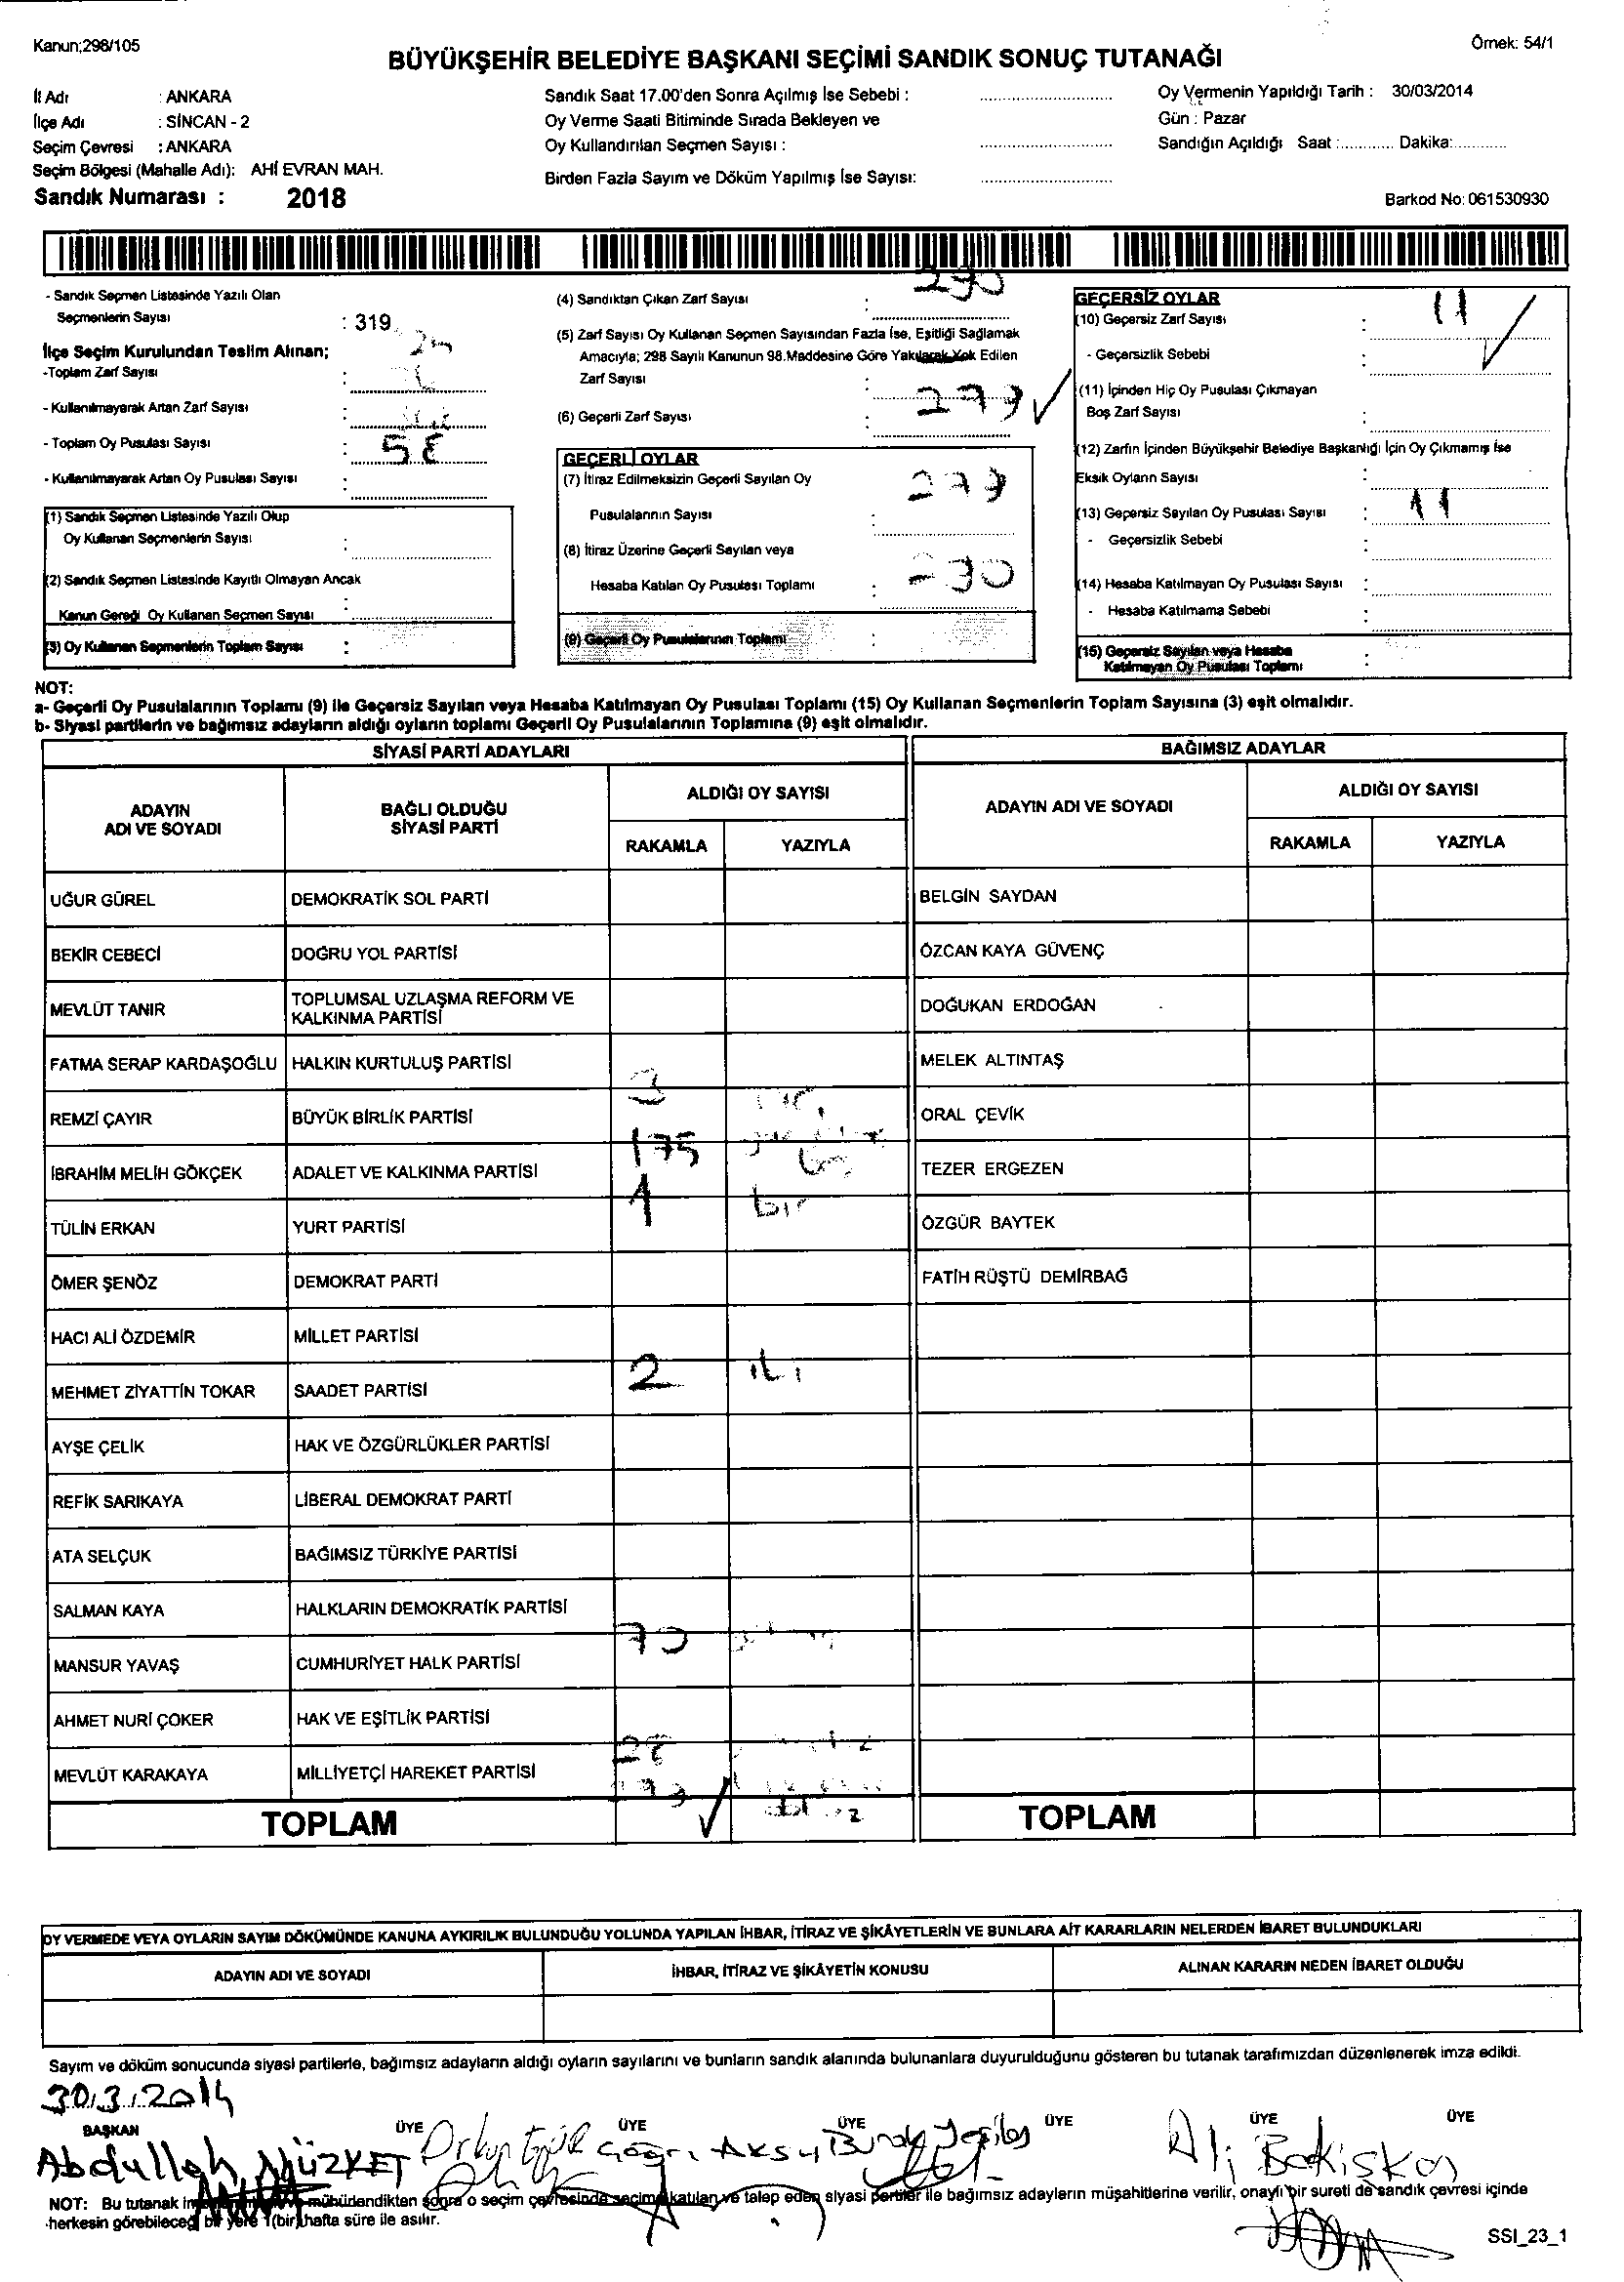 Kanun;298/105
Örnek: 54/1
BÜYÜKŞEHİR BELEDİYE BAŞKANI SEÇİMİ SANDIK SONUÇ TUTANAĞI
İl Adı : ANKARA
İlçe Adı : SİNCAN - 2
Seçim Çevresi : ANKARA
Seçim Bölgesi (Mahalle Adı): AHİ EVRAN MAH.
Sandık Numarası : 2018
Sandık Saat 17.00'den Sonra Açılmış İse Sebebi :
Oy Verme Saati Bitiminde Sırada Bekleyen ve
Oy Kullandırılan Seçmen Sayısı :
Birden Fazla Sayım ve Döküm Yapılmış İse Sayısı:
Oy Vermenin Yapıldığı Tarih : 30/03/2014
Gün : Pazar
Sandığın Açıldığı Saat :............ Dakika:............
Barkod No: 061530930
- Sandık Seçmen Listesinde Yazılı Olan
Seçmenlerin Sayısı : 319
İlçe Seçim Kurulundan Teslim Alınan;
-Toplam Zarf Sayısı :
- Kullanılmayarak Artan Zarf Sayısı :
- Toplam Oy Pusulası Sayısı :
- Kullanılmayarak Artan Oy Pusulası Sayısı :
(1) Sandık Seçmen Listesinde Yazılı Olup
Oy Kullanan Seçmenlerin Sayısı :
(2) Sandık Seçmen Listesinde Kayıtlı Olmayan Ancak
Kanun Gereği Oy Kullanan Seçmen Sayısı :
(3) Oy Kullanan Seçmenlerin Toplam Sayısı :
(4) Sandıktan Çıkan Zarf Sayısı : 290
(5) Zarf Sayısı Oy Kullanan Seçmen Sayısından Fazla İse, Eşitliği Sağlamak
Amacıyla; 298 Sayılı Kanunun 98.Maddesine Göre Yakılarak Yok Edilen
Zarf Sayısı :
(6) Geçerli Zarf Sayısı : 279
GEÇERLİ OYLAR
(7) İtiraz Edilmeksizin Geçerli Sayılan Oy
Pusulalarının Sayısı : 279
(8) İtiraz Üzerine Geçerli Sayılan veya
Hesaba Katılan Oy Pusulası Toplamı :
(9) Geçerli Oy Pusulalarının Toplamı :
GEÇERSİZ OYLAR
(10) Geçersiz Zarf Sayısı : 11
- Geçersizlik Sebebi :
(11) İçinden Hiç Oy Pusulası Çıkmayan
Boş Zarf Sayısı :
(12) Zarfın İçinden Büyükşehir Belediye Başkanlığı İçin Oy Çıkmamış İse
Eksik Oyların Sayısı :
(13) Geçersiz Sayılan Oy Pusulası Sayısı : 11
- Geçersizlik Sebebi :
(14) Hesaba Katılmayan Oy Pusulası Sayısı :
- Hesaba Katılmama Sebebi :
(15) Geçersiz Sayılan veya Hesaba
Katılmayan Oy Pusulası Toplamı :
NOT:
a- Geçerli Oy Pusulalarının Toplamı (9) ile Geçersiz Sayılan veya Hesaba Katılmayan Oy Pusulası Toplamı (15) Oy Kullanan Seçmenlerin Toplam Sayısına (3) eşit olmalıdır.
b- Siyasi partilerin ve bağımsız adayların aldığı oyların toplamı Geçerli Oy Pusulalarının Toplamına (9) eşit olmalıdır.
SİYASİ PARTİ ADAYLARI
BAĞIMSIZ ADAYLAR
ADAYIN ADI VE SOYADI
BAĞLI OLDUĞU SİYASİ PARTİ
ALDIĞI OY SAYISI
RAKAMLA YAZIYLA
ADAYIN ADI VE SOYADI
ALDIĞI OY SAYISI
RAKAMLA YAZIYLA
UĞUR GÜREL DEMOKRATİK SOL PARTİ BELGİN SAYDAN
BEKİR CEBECİ DOĞRU YOL PARTİSİ ÖZCAN KAYA GÜVENÇ
MEVLÜT TANIR TOPLUMSAL UZLAŞMA REFORM VE KALKINMA PARTİSİ DOĞUKAN ERDOĞAN
FATMA SERAP KARDAŞOĞLU HALKIN KURTULUŞ PARTİSİ MELEK ALTINTAŞ
REMZİ ÇAYIR BÜYÜK BİRLİK PARTİSİ 3 ORAL ÇEVİK
İBRAHİM MELİH GÖKÇEK ADALET VE KALKINMA PARTİSİ 175 TEZER ERGEZEN
TÜLİN ERKAN YURT PARTİSİ 1 bir ÖZGÜR BAYTEK
ÖMER ŞENÖZ DEMOKRAT PARTİ FATİH RÜŞTÜ DEMİRBAĞ
HACI ALİ ÖZDEMİR MİLLET PARTİSİ
MEHMET ZİYATTİN TOKAR SAADET PARTİSİ 2 iki
AYŞE ÇELİK HAK VE ÖZGÜRLÜKLER PARTİSİ
REFİK SARIKAYA LİBERAL DEMOKRAT PARTİ
ATA SELÇUK BAĞIMSIZ TÜRKİYE PARTİSİ
SALMAN KAYA HALKLARIN DEMOKRATİK PARTİSİ
MANSUR YAVAŞ CUMHURİYET HALK PARTİSİ 70
AHMET NURİ ÇOKER HAK VE EŞİTLİK PARTİSİ
MEVLÜT KARAKAYA MİLLİYETÇİ HAREKET PARTİSİ 28
TOPLAM TOPLAM
OY VERMEDE VEYA OYLARIN SAYIM DÖKÜMÜNDE KANUNA AYKIRILIK BULUNDUĞU YOLUNDA YAPILAN İHBAR, İTİRAZ VE ŞİKÂYETLERİN VE BUNLARA AİT KARARLARIN NELERDEN İBARET BULUNDUKLARI
ADAYIN ADI VE SOYADI İHBAR, İTİRAZ VE ŞİKÂYETİN KONUSU ALINAN KARARIN NEDEN İBARET OLDUĞU
Sayım ve döküm sonucunda siyasi partilerle, bağımsız adayların aldığı oyların sayılarını ve bunların sandık alanında bulunanlara duyurulduğunu gösteren bu tutanak tarafımızdan düzenlenerek imza edildi.
30.3.2014
BAŞKAN ÜYE ÜYE ÜYE ÜYE ÜYE ÜYE
Abdullah MÜZKET Çağrı Aksu Ali Bakışkan
NOT: Bu tutanak mühürlendikten sonra o seçim çevresinde seçime katılan ve talep eden siyasi partiler ile bağımsız adayların müşahitlerine verilir, onaylı bir sureti de sandık çevresi içinde
herkesin görebileceği bir yere 1(bir) hafta süre ile asılır.
SSI_23_1